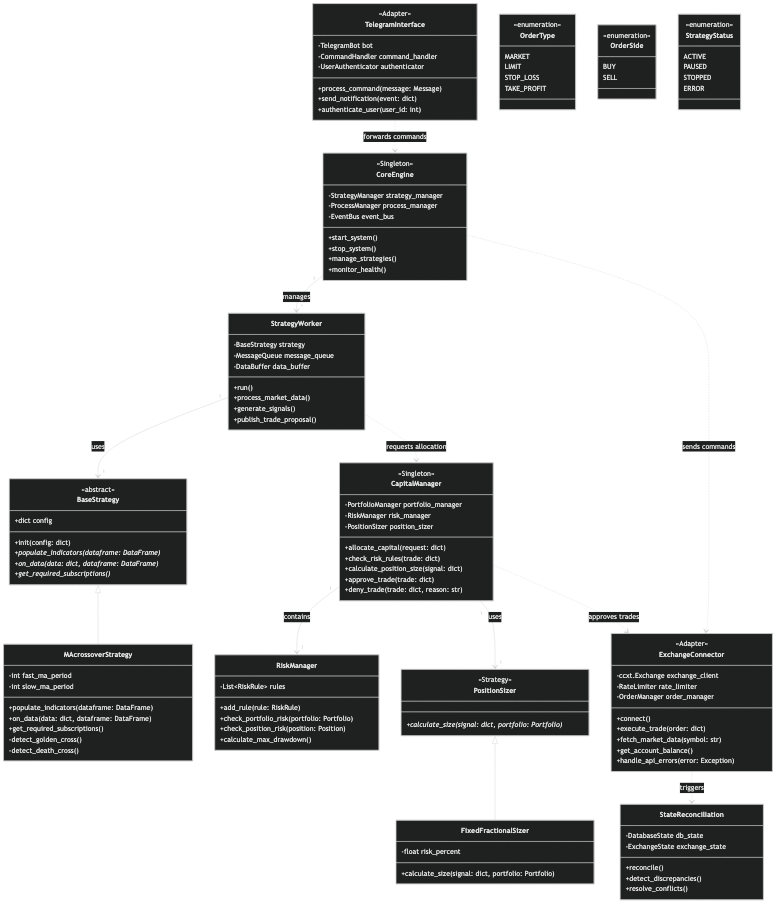 «Adapter»
TelegramInterface
-TelegramBot bot
-CommandHandler command_handler
-UserAuthenticator authenticator
+process_command(message: Message)
+send_notification(event: dict)
+authenticate_user(user_id: int)
«enumeration»
OrderType
MARKET
LIMIT
STOP_LOSS
TAKE_PROFIT
«enumeration»
OrderSide
BUY
SELL
«enumeration»
StrategyStatus
ACTIVE
PAUSED
STOPPED
ERROR
forwards commands
«Singleton»
CoreEngine
-StrategyManager strategy_manager
-ProcessManager process_manager
-EventBus event_bus
+start_system()
+stop_system()
+manage_strategies()
+monitor_health()
manages
StrategyWorker
-BaseStrategy strategy
-MessageQueue message_queue
-DataBuffer data_buffer
+run()
+process_market_data()
+generate_signals()
+publish_trade_proposal()
uses
requests allocation
sends commands
«abstract»
BaseStrategy
+dict config
+init(config: dict)
+populate_indicators(dataframe: DataFrame)
+on_data(data: dict, dataframe: DataFrame)
+get_required_subscriptions()
«Singleton»
CapitalManager
-PortfolioManager portfolio_manager
-RiskManager risk_manager
-PositionSizer position_sizer
+allocate_capital(request: dict)
+check_risk_rules(trade: dict)
+calculate_position_size(signal: dict)
+approve_trade(trade: dict)
+deny_trade(trade: dict, reason: str)
contains
uses
approves trades
MAcrossoverStrategy
-int fast_ma_period
-int slow_ma_period
+populate_indicators(dataframe: DataFrame)
+on_data(data: dict, dataframe: DataFrame)
+get_required_subscriptions()
-detect_golden_cross()
-detect_death_cross()
RiskManager
-List<RiskRule> rules
+add_rule(rule: RiskRule)
+check_portfolio_risk(portfolio: Portfolio)
+check_position_risk(position: Position)
+calculate_max_drawdown()
«Strategy»
PositionSizer
+calculate_size(signal: dict, portfolio: Portfolio)
«Adapter»
ExchangeConnector
-ccxt.Exchange exchange_client
-RateLimiter rate_limiter
-OrderManager order_manager
+connect()
+execute_trade(order: dict)
+fetch_market_data(symbol: str)
+get_account_balance()
+handle_api_errors(error: Exception)
triggers
FixedFractionalSizer
-float risk_percent
+calculate_size(signal: dict, portfolio: Portfolio)
StateReconciliation
-DatabaseState db_state
-ExchangeState exchange_state
+reconcile()
+detect_discrepancies()
+resolve_conflicts()